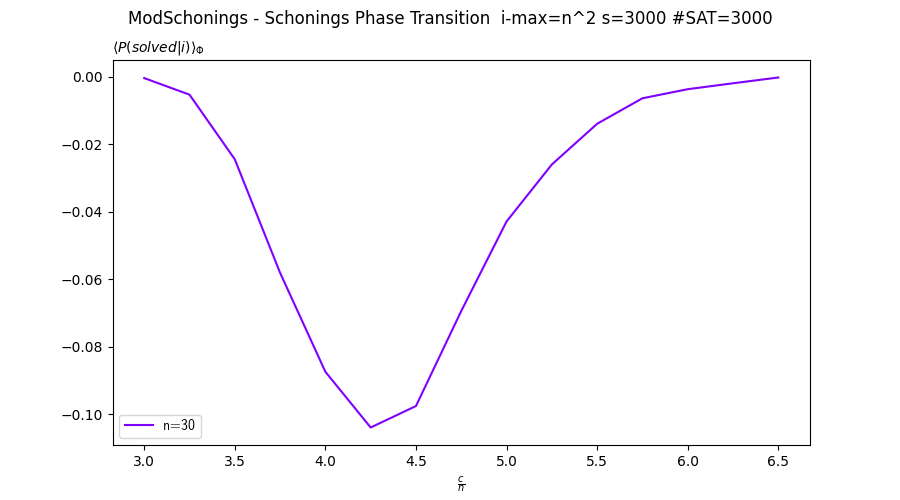 ModSchonings - Schonings Phase Transition  i-max=n^2 s=3000 #SAT=3000
⟨P(solved|i)⟩Φ
0.00
−0.02
−0.04
−0.06
−0.08
−0.10
n=30
3.0 3.5 4.0 4.5 5.0 5.5 6.0 6.5
c/n